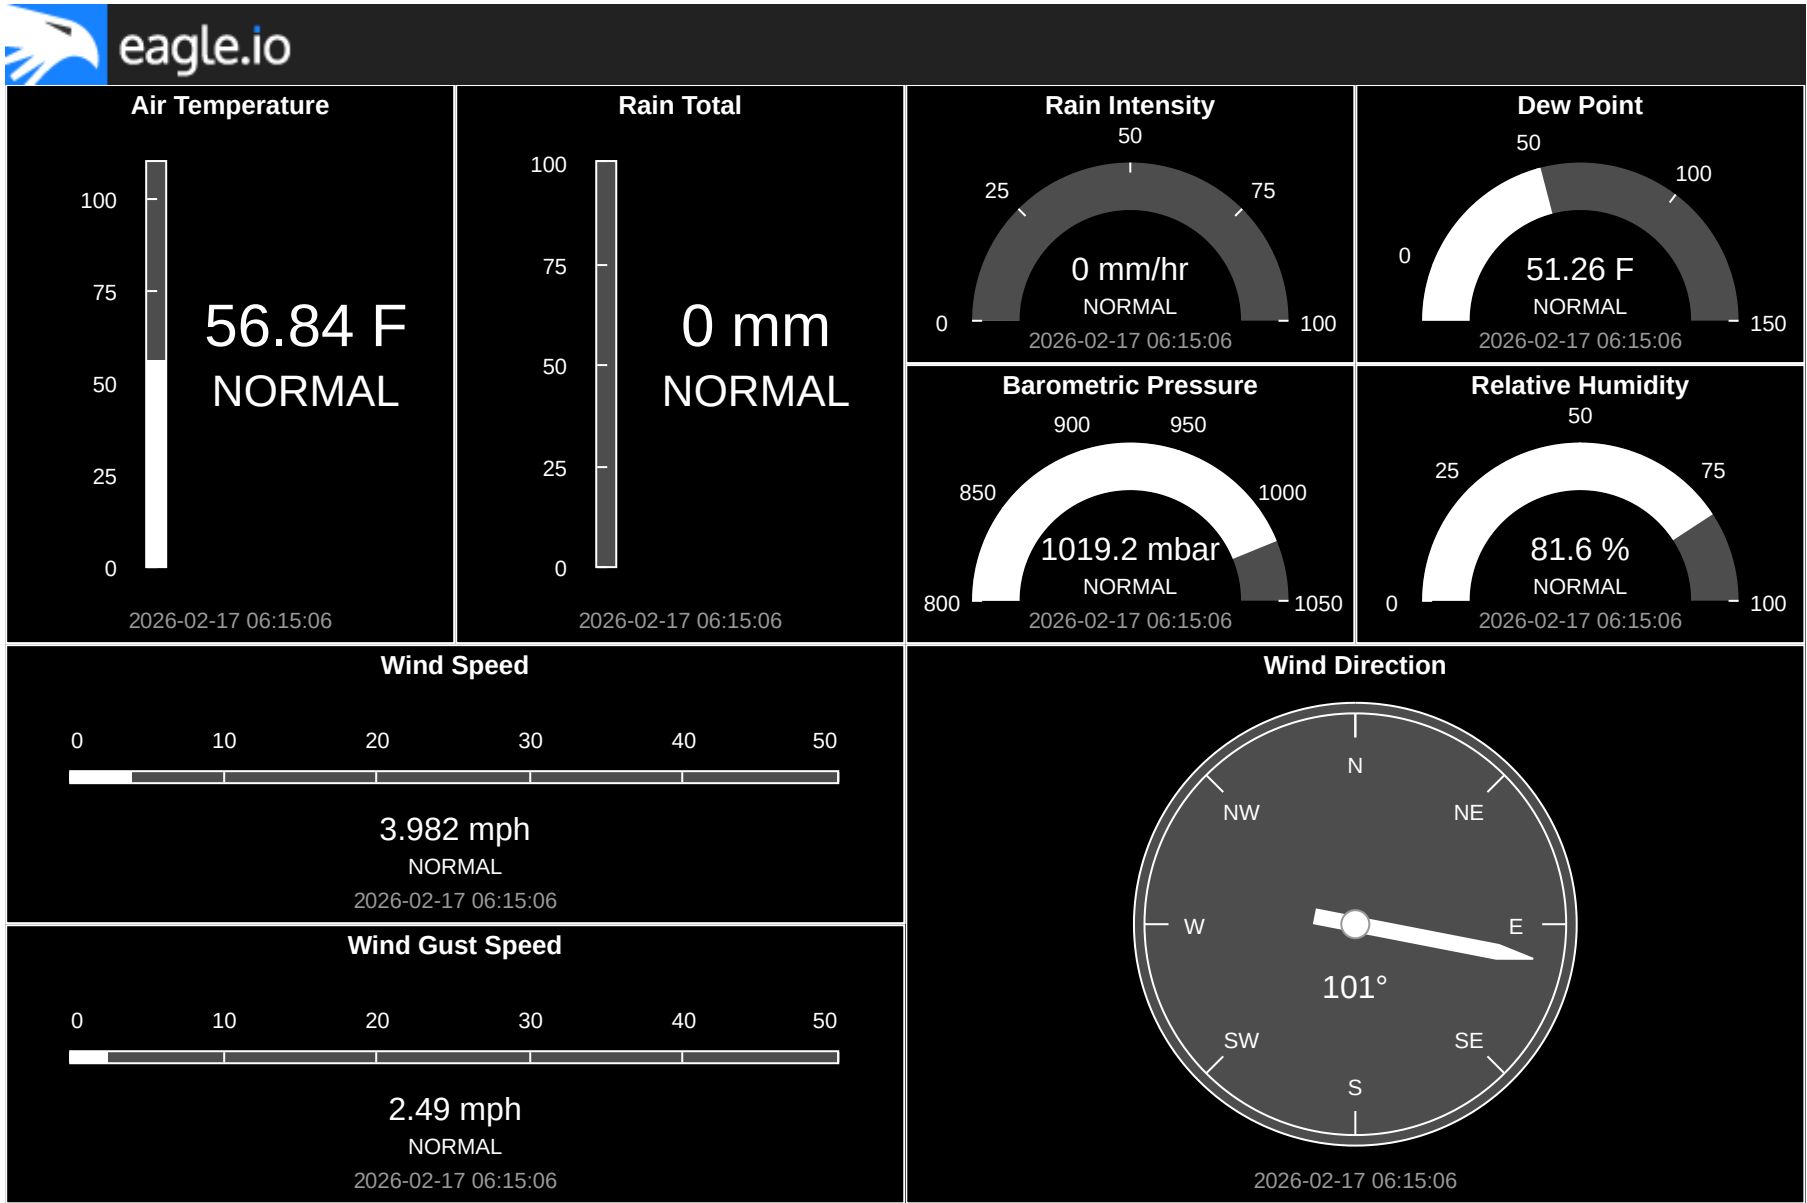 eagle.io
Air Temperature
100
75
50
25
0
56.84 F
NORMAL
2026-02-17 06:15:06
Rain Total
100
75
50
25
0
0 mm
NORMAL
2026-02-17 06:15:06
Rain Intensity
50
25
75
0
100
0 mm/hr
NORMAL
2026-02-17 06:15:06
Dew Point
50
100
0
150
51.26 F
NORMAL
2026-02-17 06:15:06
Barometric Pressure
900
950
850
1000
800
1050
1019.2 mbar
NORMAL
2026-02-17 06:15:06
Relative Humidity
50
25
75
0
100
81.6 %
NORMAL
2026-02-17 06:15:06
Wind Speed
0 10 20 30 40 50
3.982 mph
NORMAL
2026-02-17 06:15:06
Wind Gust Speed
0 10 20 30 40 50
2.49 mph
NORMAL
2026-02-17 06:15:06
Wind Direction
N
NW NE
W E
101°
SW SE
S
2026-02-17 06:15:06